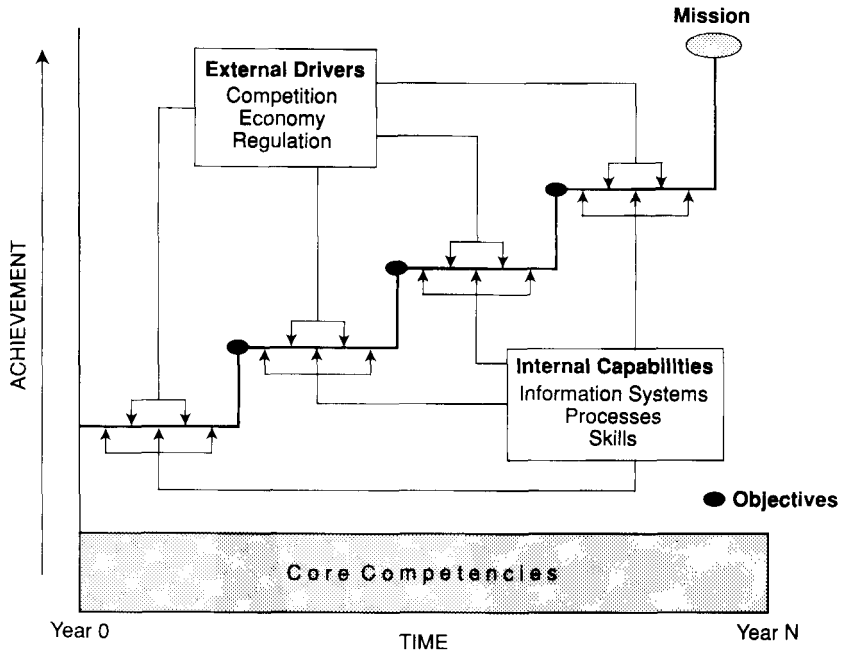 Mission
External Drivers
Competition
Economy
Regulation
ACHIEVEMENT
Internal Capabilities
Information Systems
Processes
Skills
Objectives
Core Competencies
Year 0
TIME
Year N